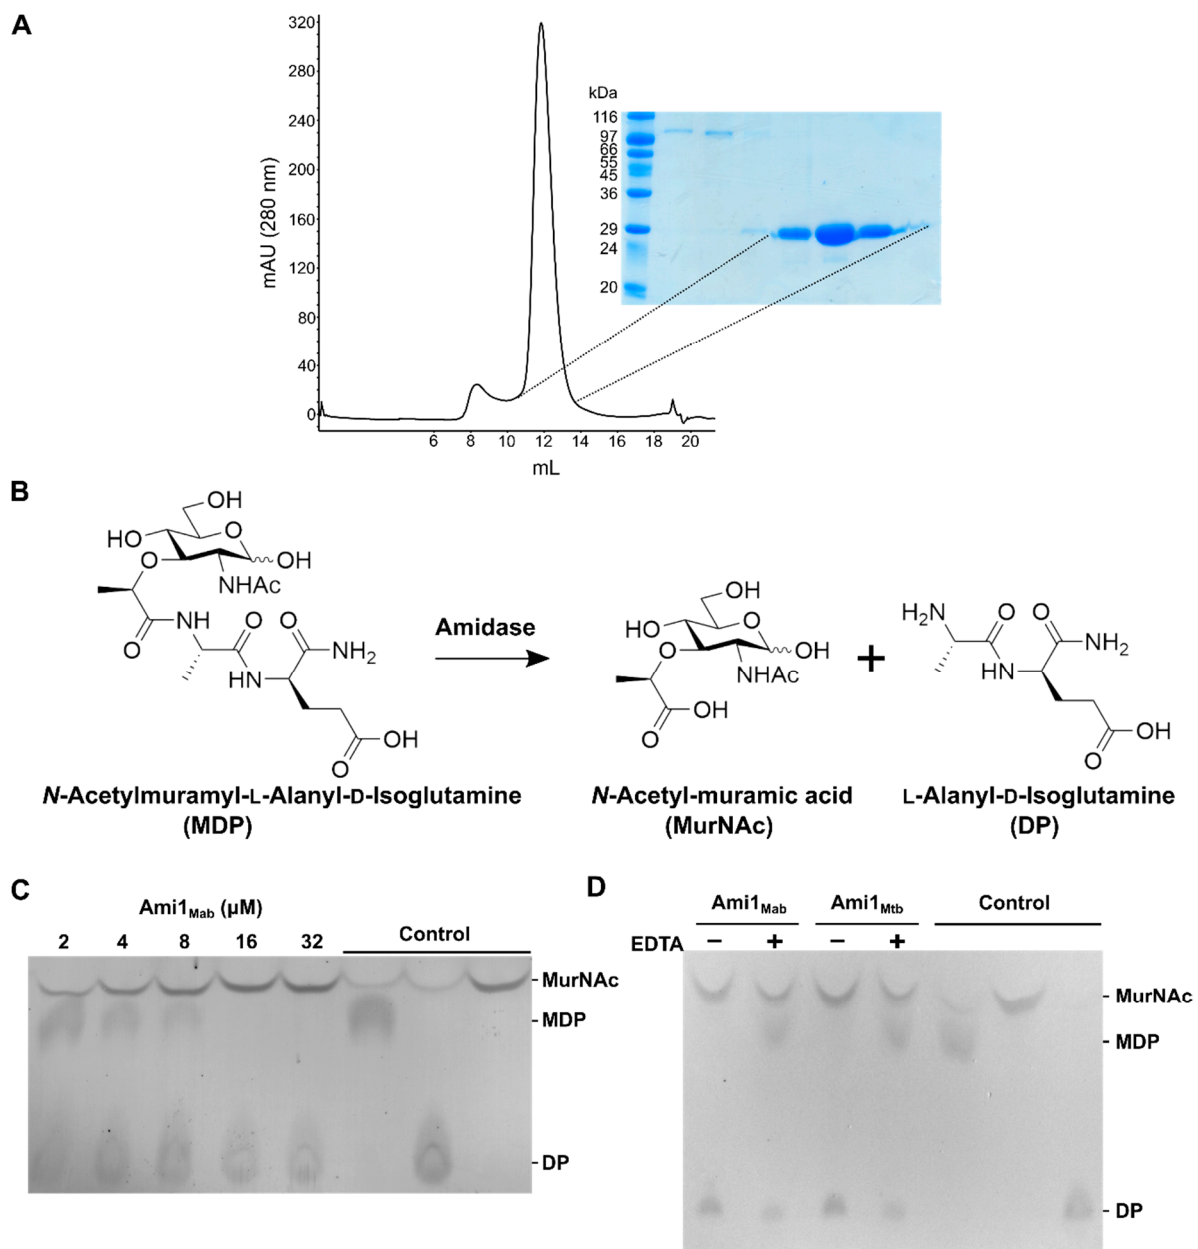 A
320
280
240
200
160
120
80
40
0
mAU (280 nm)
6 8 10 12 14 16 18 20
mL
kDa
116
97
66
55
45
36
29
24
20
B
OH
HO
O
OH
O
NHAc
NH
O
O
O
NH2
HN
OH
O
N-Acetylmuramyl-L-Alanyl-D-Isoglutamine
(MDP)
Amidase
OH
HO
O
OH
O
NHAc
OH
O
N-Acetyl-muramic acid
(MurNAc)
+
H2N
O
O
NH2
HN
OH
O
L-Alanyl-D-Isoglutamine
(DP)
C
Ami1Mab (µM)
2 4 8 16 32
Control
MurNAc
MDP
DP
D
Ami1Mab Ami1Mtb Control
EDTA − + − +
MurNAc
MDP
DP